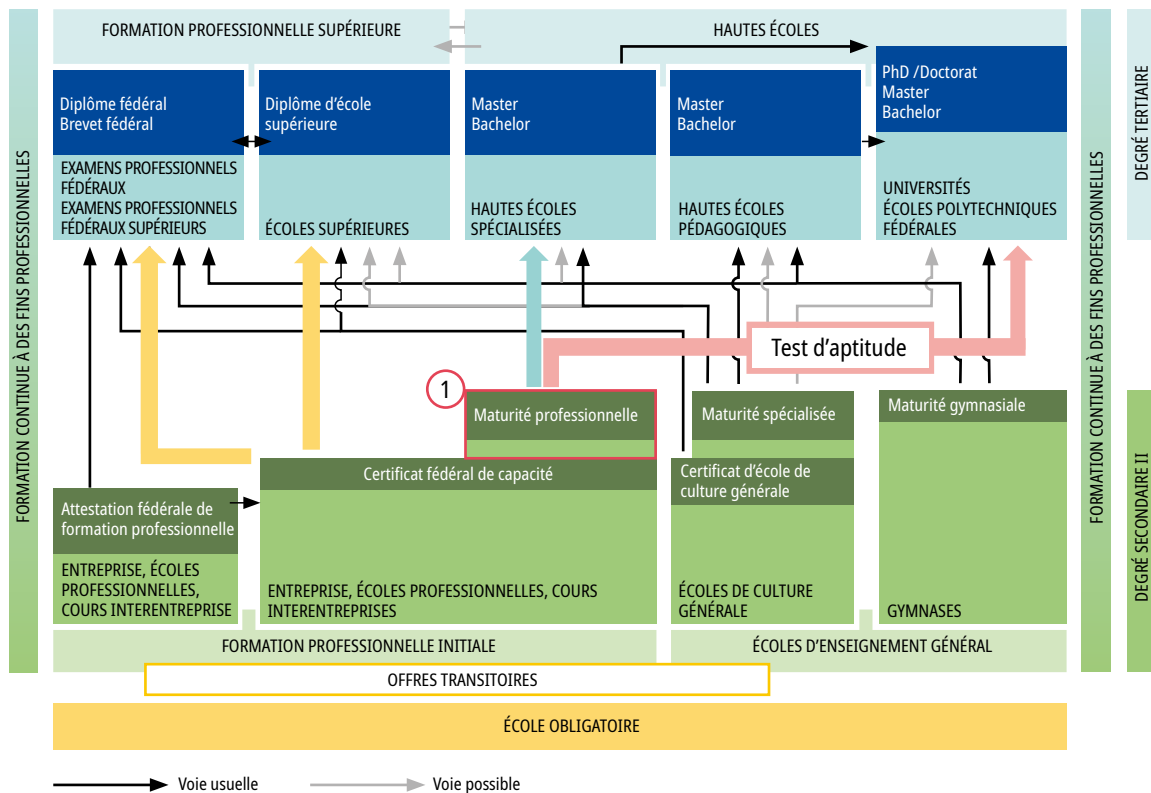 FORMATION PROFESSIONNELLE SUPÉRIEURE
HAUTES ÉCOLES
Diplôme fédéral
Brevet fédéral
Diplôme d'école
supérieure
Master
Bachelor
Master
Bachelor
PhD /Doctorat
Master
Bachelor
EXAMENS PROFESSIONNELS
FÉDÉRAUX
EXAMENS PROFESSIONNELS
FÉDÉRAUX SUPÉRIEURS
ÉCOLES SUPÉRIEURES
HAUTES ÉCOLES
SPÉCIALISÉES
HAUTES ÉCOLES
PÉDAGOGIQUES
UNIVERSITÉS
ÉCOLES POLYTECHNIQUES
FÉDÉRALES
FORMATION CONTINUE À DES FINS PROFESSIONNELLES
FORMATION CONTINUE À DES FINS PROFESSIONNELLES
DEGRÉ TERTIAIRE
DEGRÉ SECONDAIRE II
Test d'aptitude
1
Maturité professionnelle
Maturité spécialisée
Maturité gymnasiale
Certificat fédéral de capacité
Certificat d'école de
culture générale
Attestation fédérale de
formation professionnelle
ENTREPRISE, ÉCOLES
PROFESSIONNELLES,
COURS INTERENTREPRISE
ENTREPRISE, ÉCOLES PROFESSIONNELLES, COURS
INTERENTREPRISES
ÉCOLES DE CULTURE
GÉNÉRALE
GYMNASES
FORMATION PROFESSIONNELLE INITIALE
ÉCOLES D'ENSEIGNEMENT GÉNÉRAL
OFFRES TRANSITOIRES
ÉCOLE OBLIGATOIRE
Voie usuelle
Voie possible